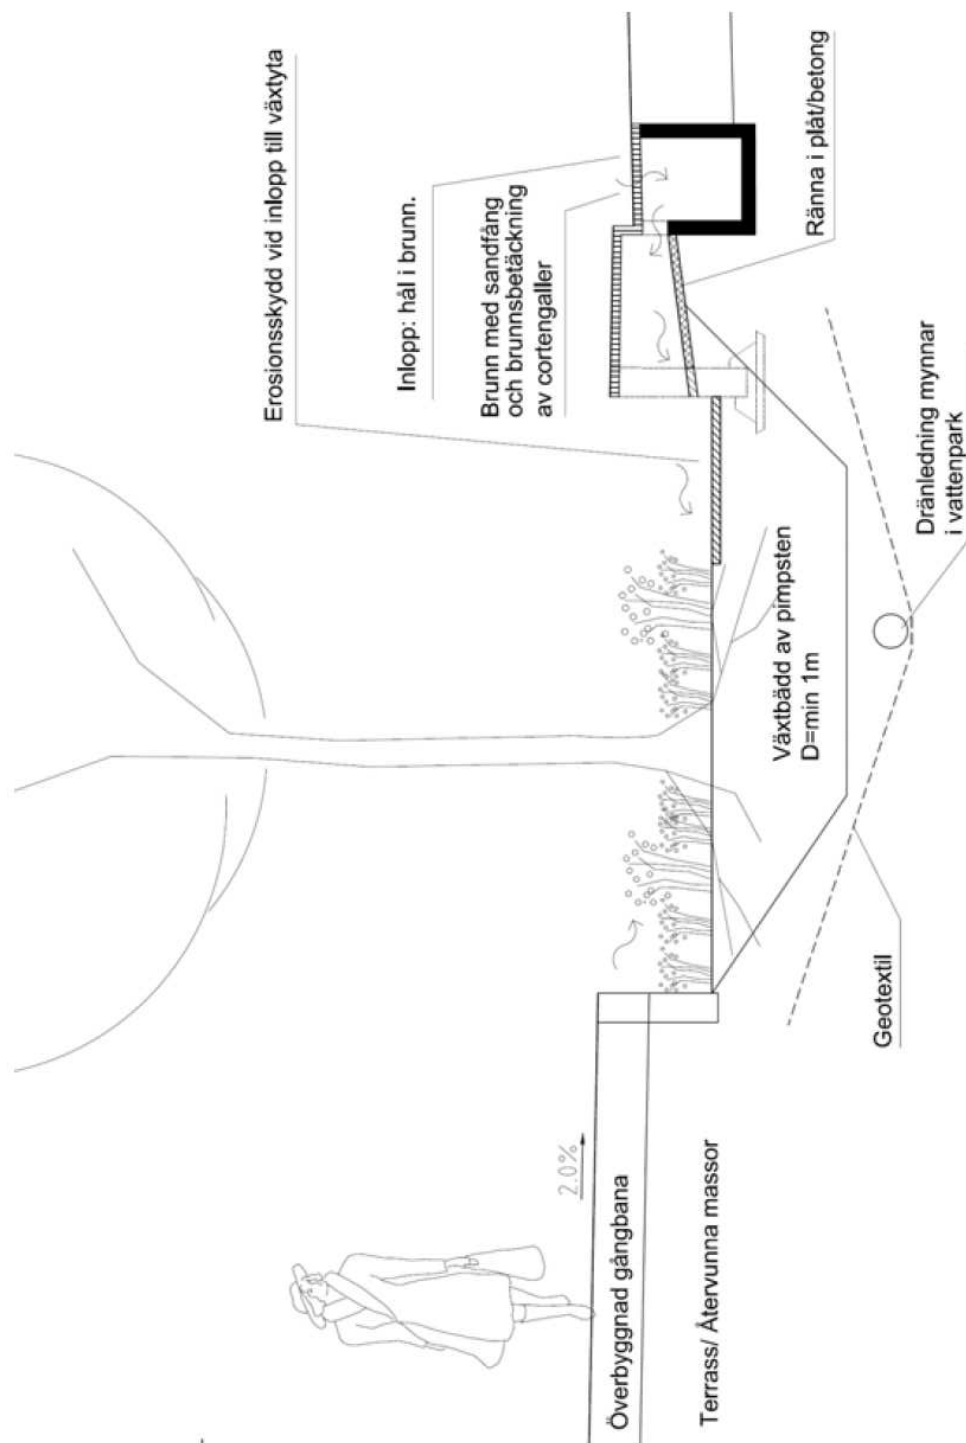 Erosionsskydd vid inlopp till växtyta
Inlopp: hål i brunn.
Brunn med sandfång
och brunnsbetäckning
av cortengaller
Ränna i plåt/betong
2.0%
Överbyggnad gångbana
Terrass/ Återvunna massor
Växtbädd av pimpsten
D=min 1m
Geotextil
Dränledning mynnar
i vattenpark